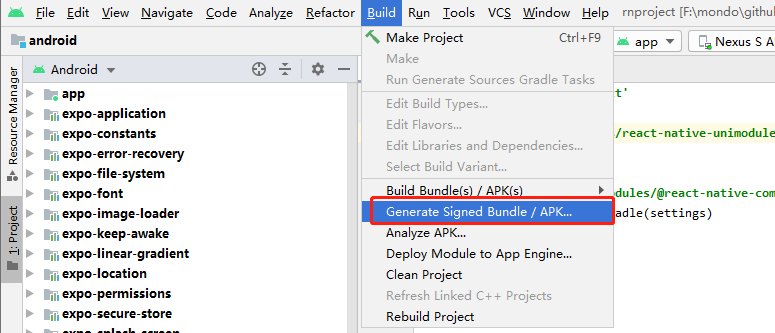 File Edit View Navigate Code Analyze Refactor Build Run Tools VCS Window Help rnproject [F:\mondo\github
android
app
Nexus S A
Android
Resource Manager
1: Project
app
expo-application
expo-constants
expo-error-recovery
expo-file-system
expo-font
expo-image-loader
expo-keep-awake
expo-linear-gradient
expo-location
expo-permissions
expo-secure-store
expo-splash-screen
Make Project Ctrl+F9
Make
Run Generate Sources Gradle Tasks
Edit Build Types...
Edit Flavors...
Edit Libraries and Dependencies...
Select Build Variant...
Build Bundle(s) / APK(s)
Generate Signed Bundle / APK...
Analyze APK...
Deploy Module to App Engine...
Clean Project
Refresh Linked C++ Projects
Rebuild Project
t'
/react-native-unimodule
odules/@react-native-com
adle(settings)